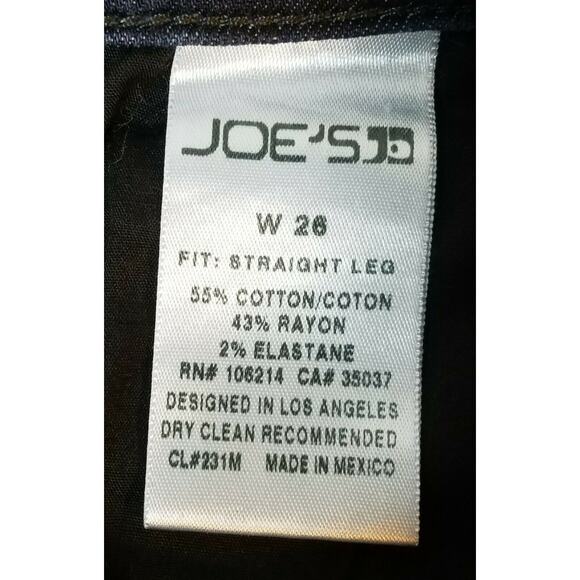 JOE'S
W 26
FIT: STRAIGHT LEG
55% COTTON/COTON
43% RAYON
2% ELASTANE
RN# 106214 CA# 35037
DESIGNED IN LOS ANGELES
DRY CLEAN RECOMMENDED
CL#231M MADE IN MEXICO